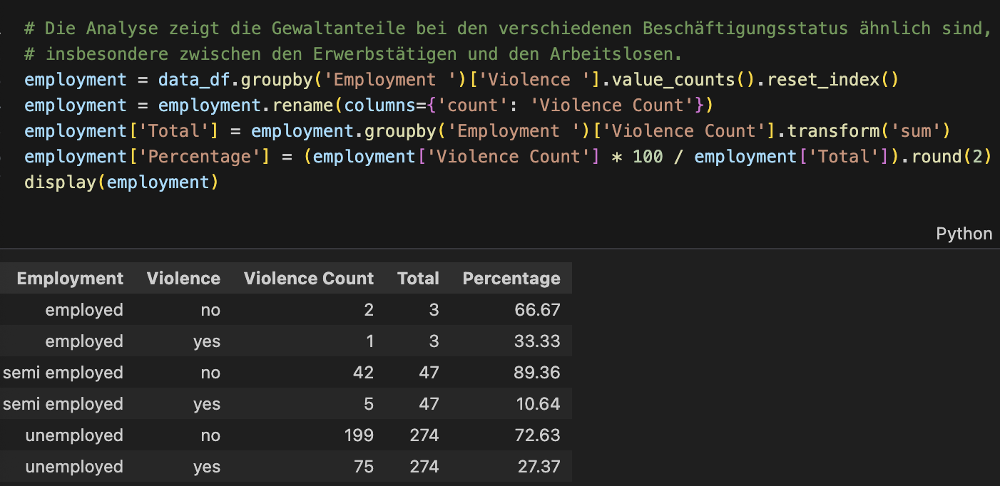 # Die Analyse zeigt die Gewaltanteile bei den verschiedenen Beschäftigungsstatus ähnlich sind,
# insbesondere zwischen den Erwerbstätigen und den Arbeitslosen.
employment = data_df.groupby('Employment ')['Violence '].value_counts().reset_index()
employment = employment.rename(columns={'count': 'Violence Count'})
employment['Total'] = employment.groupby('Employment ')['Violence Count'].transform('sum')
employment['Percentage'] = (employment['Violence Count'] * 100 / employment['Total']).round(2)
display(employment)
Python
Employment Violence Violence Count Total Percentage
employed no 2 3 66.67
employed yes 1 3 33.33
semi employed no 42 47 89.36
semi employed yes 5 47 10.64
unemployed no 199 274 72.63
unemployed yes 75 274 27.37